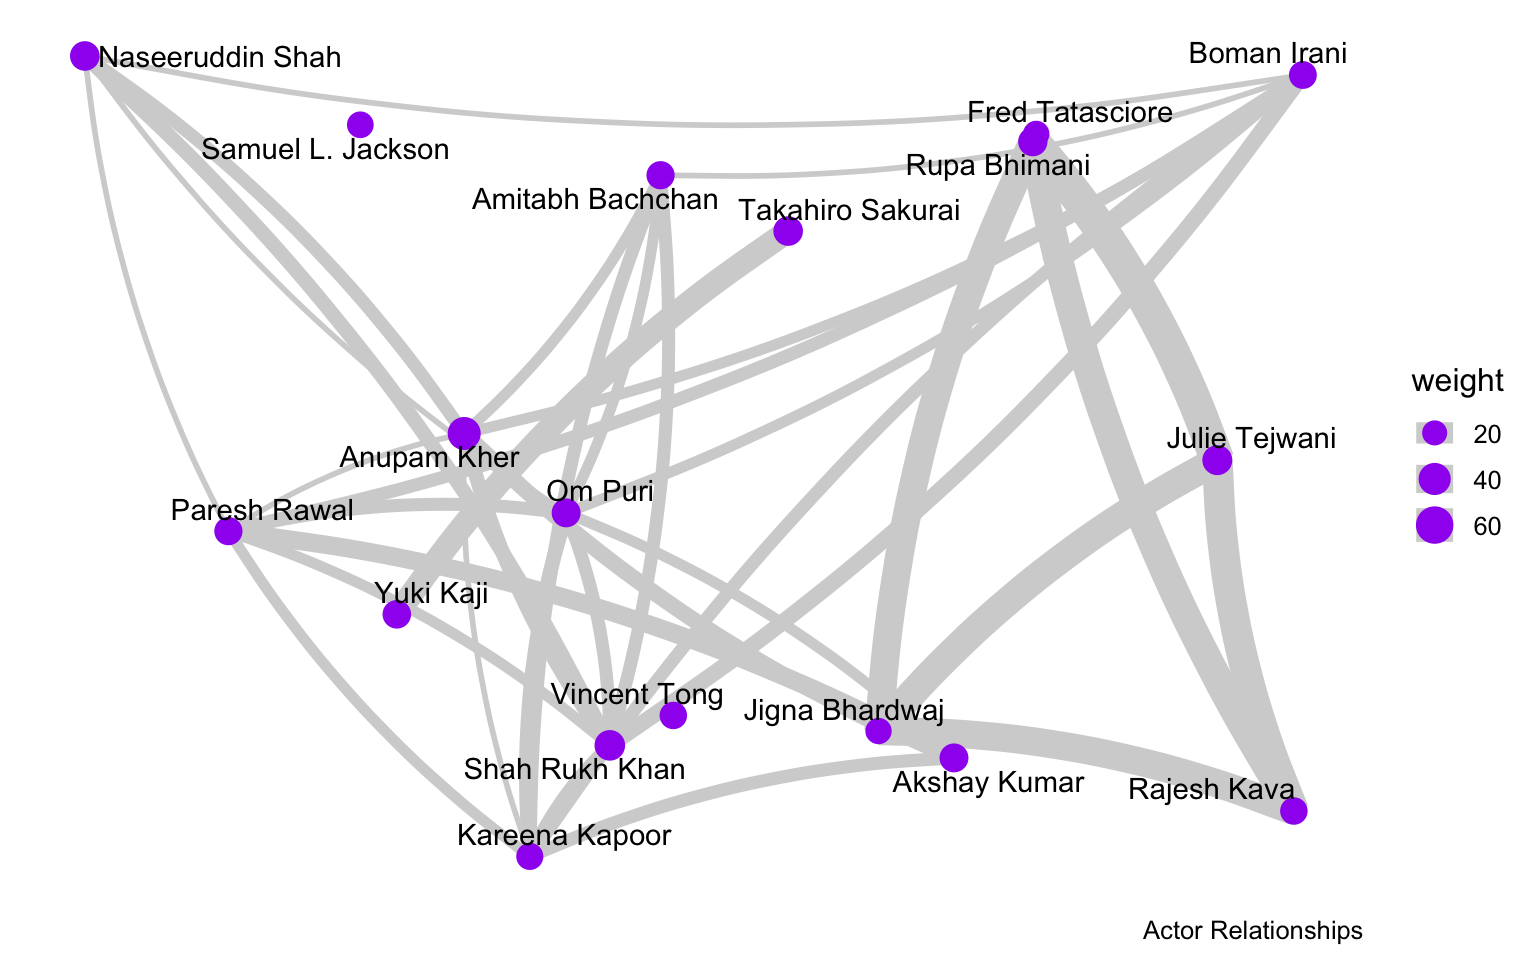 Naseeruddin Shah
Boman Irani
Fred Tatasciore
Samuel L. Jackson
Rupa Bhimani
Amitabh Bachchan
Takahiro Sakurai
weight
20
40
60
Julie Tejwani
Anupam Kher
Om Puri
Paresh Rawal
Yuki Kaji
Vincent Tong
Jigna Bhardwaj
Shah Rukh Khan
Akshay Kumar
Rajesh Kava
Kareena Kapoor
Actor Relationships